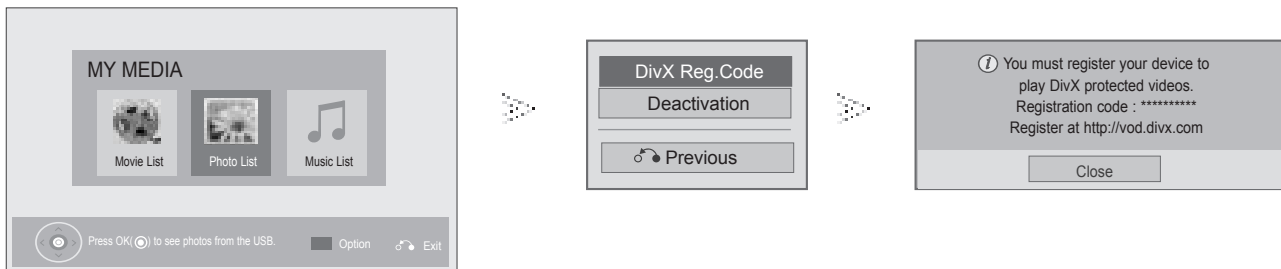 MY MEDIA
Movie List
Photo List
Music List
Press OK(◉) to see photos from the USB.
Option
Exit
DivX Reg.Code
Deactivation
Previous
i You must register your device to
play DivX protected videos.
Registration code : **********
Register at http://vod.divx.com
Close